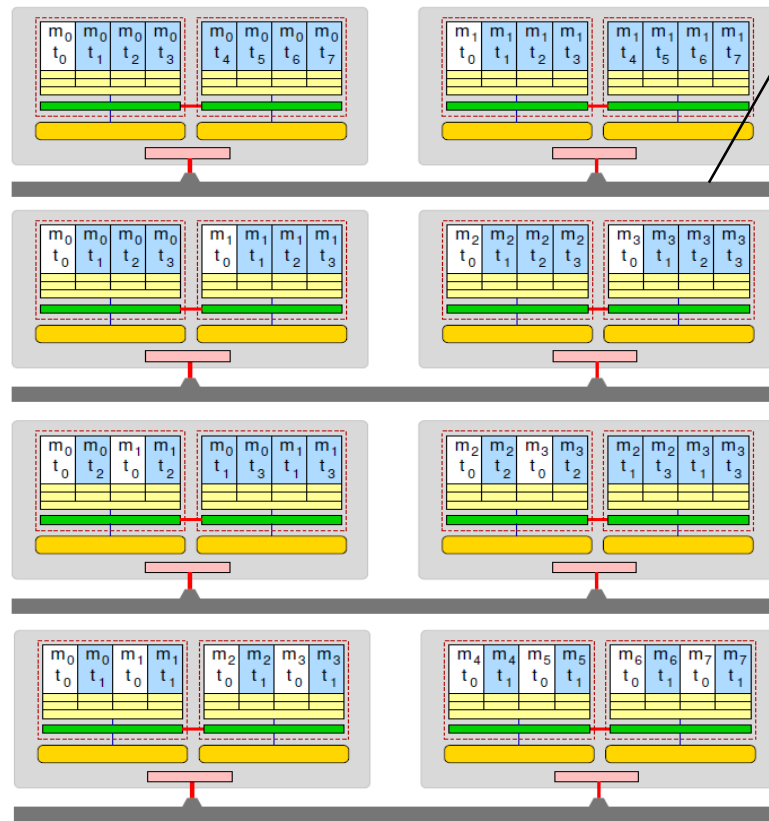 m₀ m₀ m₀ m₀ m₀ m₀ m₀ m₀ m₁ m₁ m₁ m₁ m₁ m₁ m₁ m₁
t₀ t₁ t₂ t₃ t₄ t₅ t₆ t₇ t₀ t₁ t₂ t₃ t₄ t₅ t₆ t₇
m₀ m₀ m₀ m₀ m₁ m₁ m₁ m₁ m₂ m₂ m₂ m₂ m₃ m₃ m₃ m₃
t₀ t₁ t₂ t₃ t₀ t₁ t₂ t₃ t₀ t₁ t₂ t₃ t₀ t₁ t₂ t₃
m₀ m₀ m₁ m₁ m₀ m₀ m₁ m₁ m₂ m₂ m₃ m₃ m₂ m₂ m₃ m₃
t₀ t₂ t₀ t₂ t₁ t₃ t₁ t₃ t₀ t₂ t₀ t₂ t₁ t₃ t₁ t₃
m₀ m₀ m₁ m₁ m₂ m₂ m₃ m₃ m₄ m₄ m₅ m₅ m₆ m₆ m₇ m₇
t₀ t₁ t₀ t₁ t₀ t₁ t₀ t₁ t₀ t₁ t₀ t₁ t₀ t₁ t₀ t₁